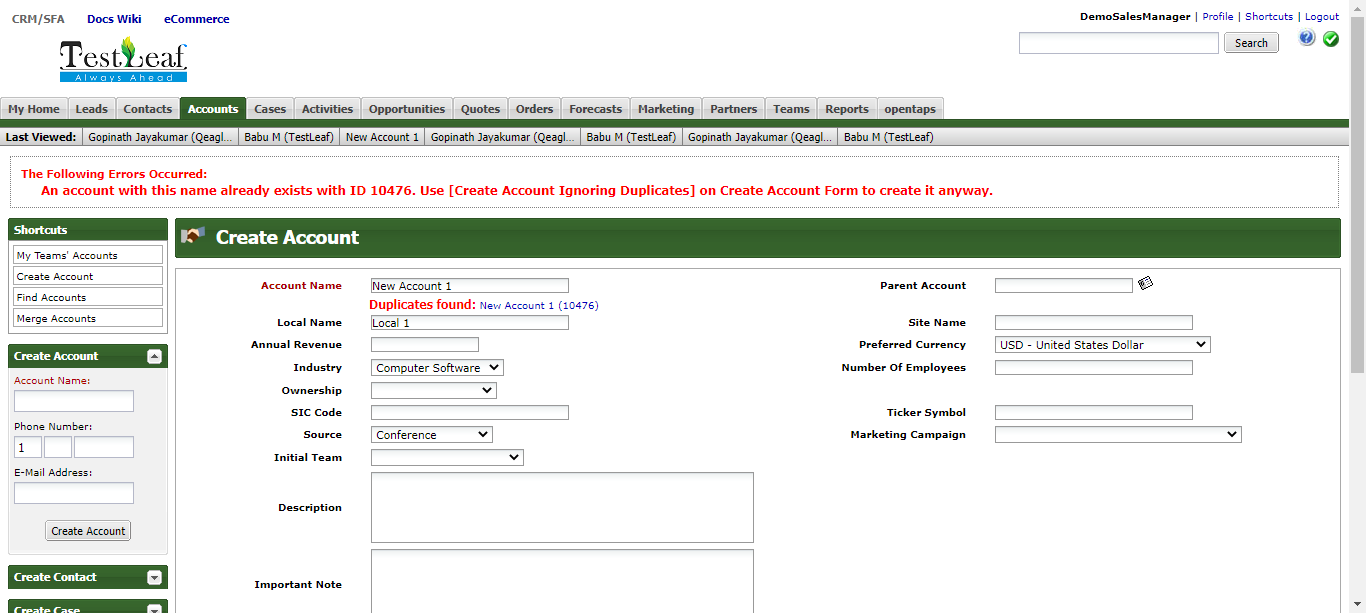 CRM/SFA Docs Wiki eCommerce
DemoSalesManager | Profile | Shortcuts | Logout
TestLeaf
Always Ahead
Search
My Home Leads Contacts Accounts Cases Activities Opportunities Quotes Orders Forecasts Marketing Partners Teams Reports opentaps
Last Viewed: Gopinath Jayakumar (Qeagl... Babu M (TestLeaf) New Account 1 Gopinath Jayakumar (Qeagl... Babu M (TestLeaf) Gopinath Jayakumar (Qeagl... Babu M (TestLeaf)
The Following Errors Occurred:
An account with this name already exists with ID 10476. Use [Create Account Ignoring Duplicates] on Create Account Form to create it anyway.
Shortcuts
My Teams' Accounts
Create Account
Find Accounts
Merge Accounts
Create Account
Account Name:
Phone Number:
1
E-Mail Address:
Create Account
Create Contact
Create Case
Create Account
Account Name New Account 1 Parent Account
Duplicates found: New Account 1 (10476)
Local Name Local 1 Site Name
Annual Revenue Preferred Currency USD - United States Dollar
Industry Computer Software Number Of Employees
Ownership
SIC Code Ticker Symbol
Source Conference Marketing Campaign
Initial Team
Description
Important Note